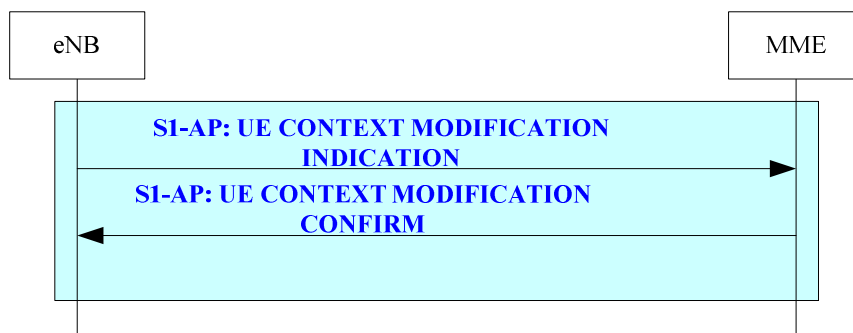 eNB
MME
S1-AP: UE CONTEXT MODIFICATION
INDICATION
S1-AP: UE CONTEXT MODIFICATION
CONFIRM